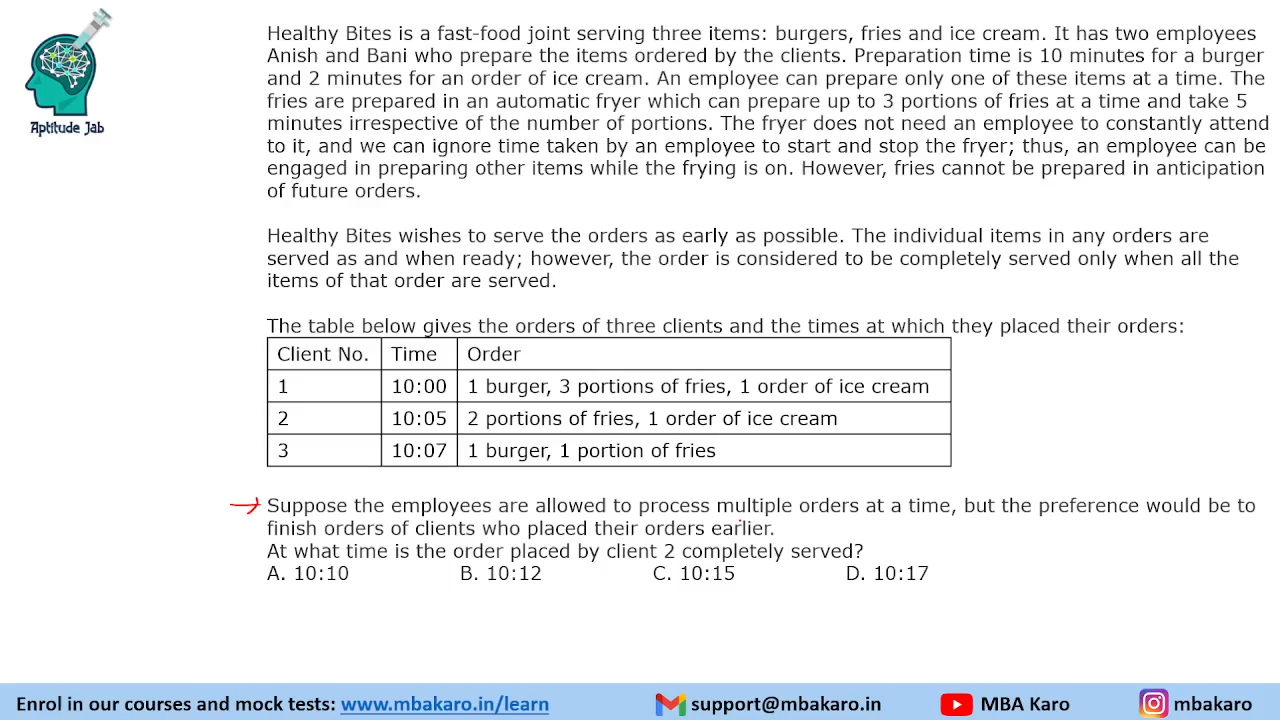 Healthy Bites is a fast-food joint serving three items: burgers, fries and ice cream. It has two employees
Anish and Bani who prepare the items ordered by the clients. Preparation time is 10 minutes for a burger
and 2 minutes for an order of ice cream. An employee can prepare only one of these items at a time. The
fries are prepared in an automatic fryer which can prepare up to 3 portions of fries at a time and take 5
minutes irrespective of the number of portions. The fryer does not need an employee to constantly attend
to it, and we can ignore time taken by an employee to start and stop the fryer; thus, an employee can be
engaged in preparing other items while the frying is on. However, fries cannot be prepared in anticipation
of future orders.
Aptitude Jab
Healthy Bites wishes to serve the orders as early as possible. The individual items in any orders are
served as and when ready; however, the order is considered to be completely served only when all the
items of that order are served.
The table below gives the orders of three clients and the times at which they placed their orders:
Client No. Time Order
1 10:00 1 burger, 3 portions of fries, 1 order of ice cream
2 10:05 2 portions of fries, 1 order of ice cream
3 10:07 1 burger, 1 portion of fries
Suppose the employees are allowed to process multiple orders at a time, but the preference would be to
finish orders of clients who placed their orders earlier.
At what time is the order placed by client 2 completely served?
A. 10:10 B. 10:12 C. 10:15 D. 10:17
Enrol in our courses and mock tests: www.mbakaro.in/learn support@mbakaro.in MBA Karo mbakaro